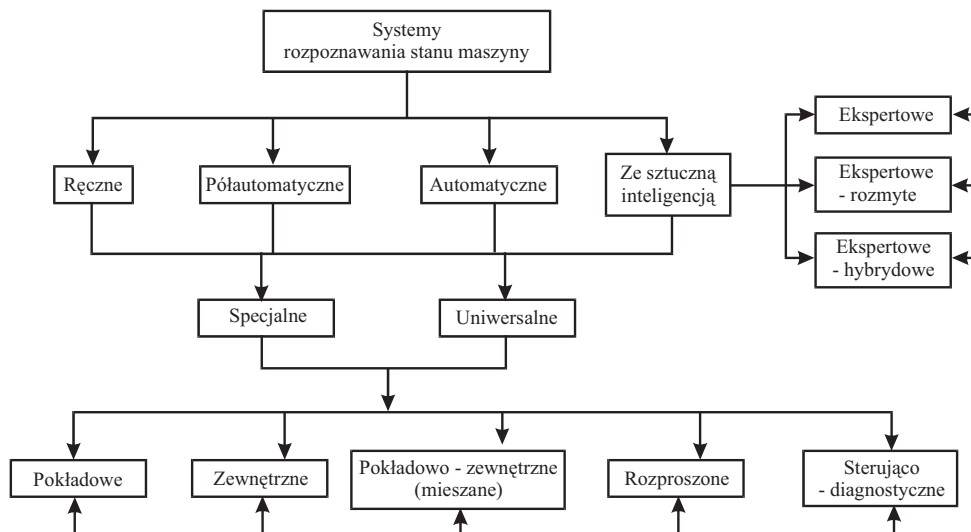 Systemy
rozpoznawania stanu maszyny
Ręczne
Półautomatyczne
Automatyczne
Ze sztuczną
inteligencją
Ekspertowe
Ekspertowe
- rozmyte
Ekspertowe
- hybrydowe
Specjalne
Uniwersalne
Pokładowe
Zewnętrzne
Pokładowo - zewnętrzne
(mieszane)
Rozproszone
Sterująco
- diagnostyczne